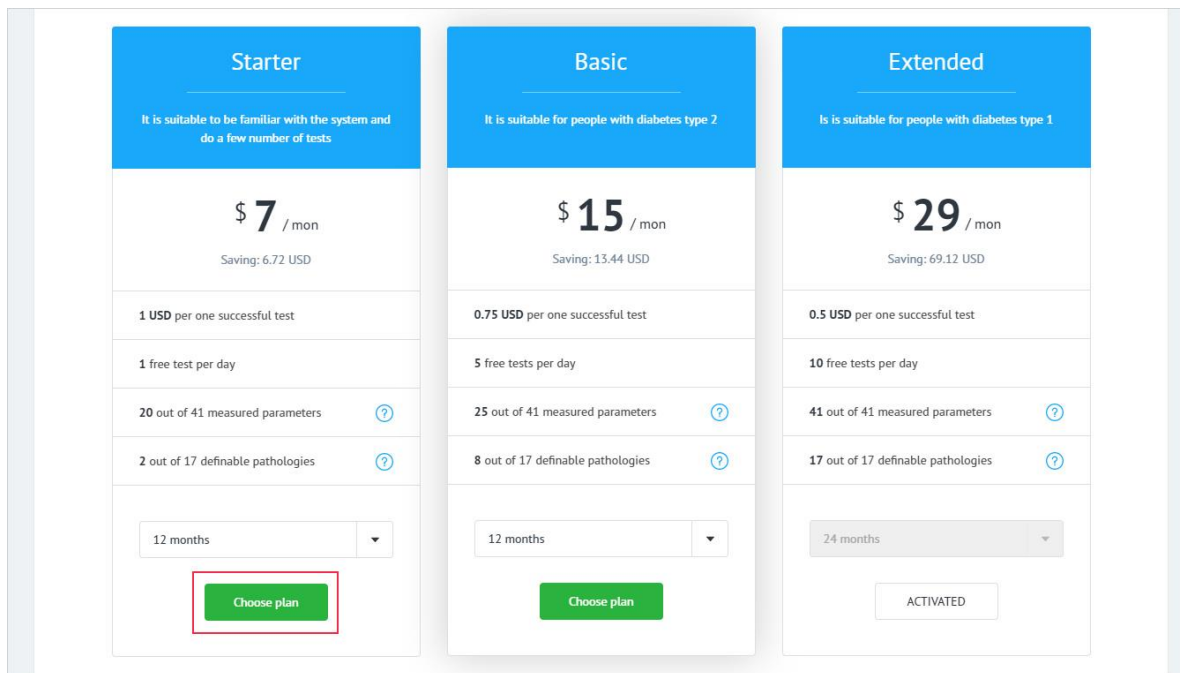 Starter
It is suitable to be familiar with the system and
do a few number of tests
$ 7 / mon
Saving: 6.72 USD
1 USD per one successful test
1 free test per day
20 out of 41 measured parameters ?
2 out of 17 definable pathologies ?
12 months
Choose plan
Basic
It is suitable for people with diabetes type 2
$ 15 / mon
Saving: 13.44 USD
0.75 USD per one successful test
5 free tests per day
25 out of 41 measured parameters ?
8 out of 17 definable pathologies ?
12 months
Choose plan
Extended
Is is suitable for people with diabetes type 1
$ 29 / mon
Saving: 69.12 USD
0.5 USD per one successful test
10 free tests per day
41 out of 41 measured parameters ?
17 out of 17 definable pathologies ?
24 months
ACTIVATED